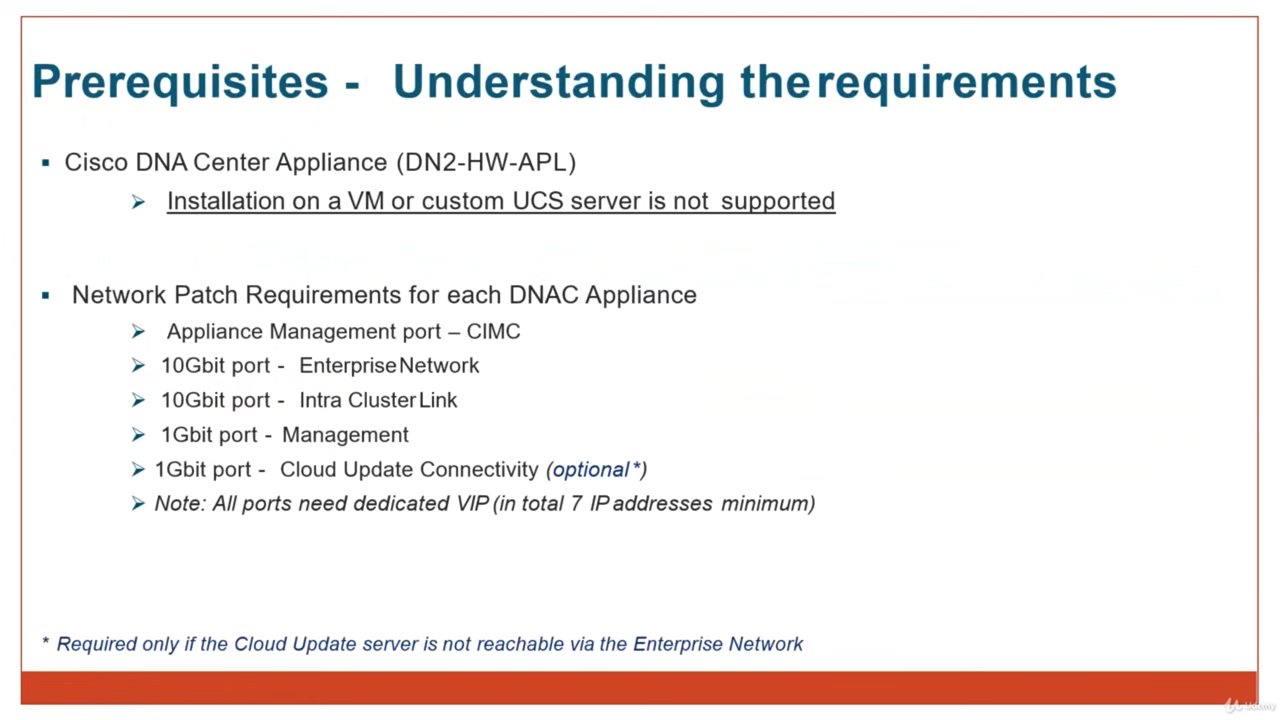 Prerequisites - Understanding the requirements
▪ Cisco DNA Center Appliance (DN2-HW-APL)
➢ Installation on a VM or custom UCS server is not supported
▪ Network Patch Requirements for each DNAC Appliance
➢ Appliance Management port – CIMC
➢ 10Gbit port - Enterprise Network
➢ 10Gbit port - Intra Cluster Link
➢ 1Gbit port - Management
➢ 1Gbit port - Cloud Update Connectivity (optional*)
➢ Note: All ports need dedicated VIP (in total 7 IP addresses minimum)
* Required only if the Cloud Update server is not reachable via the Enterprise Network
Udemy